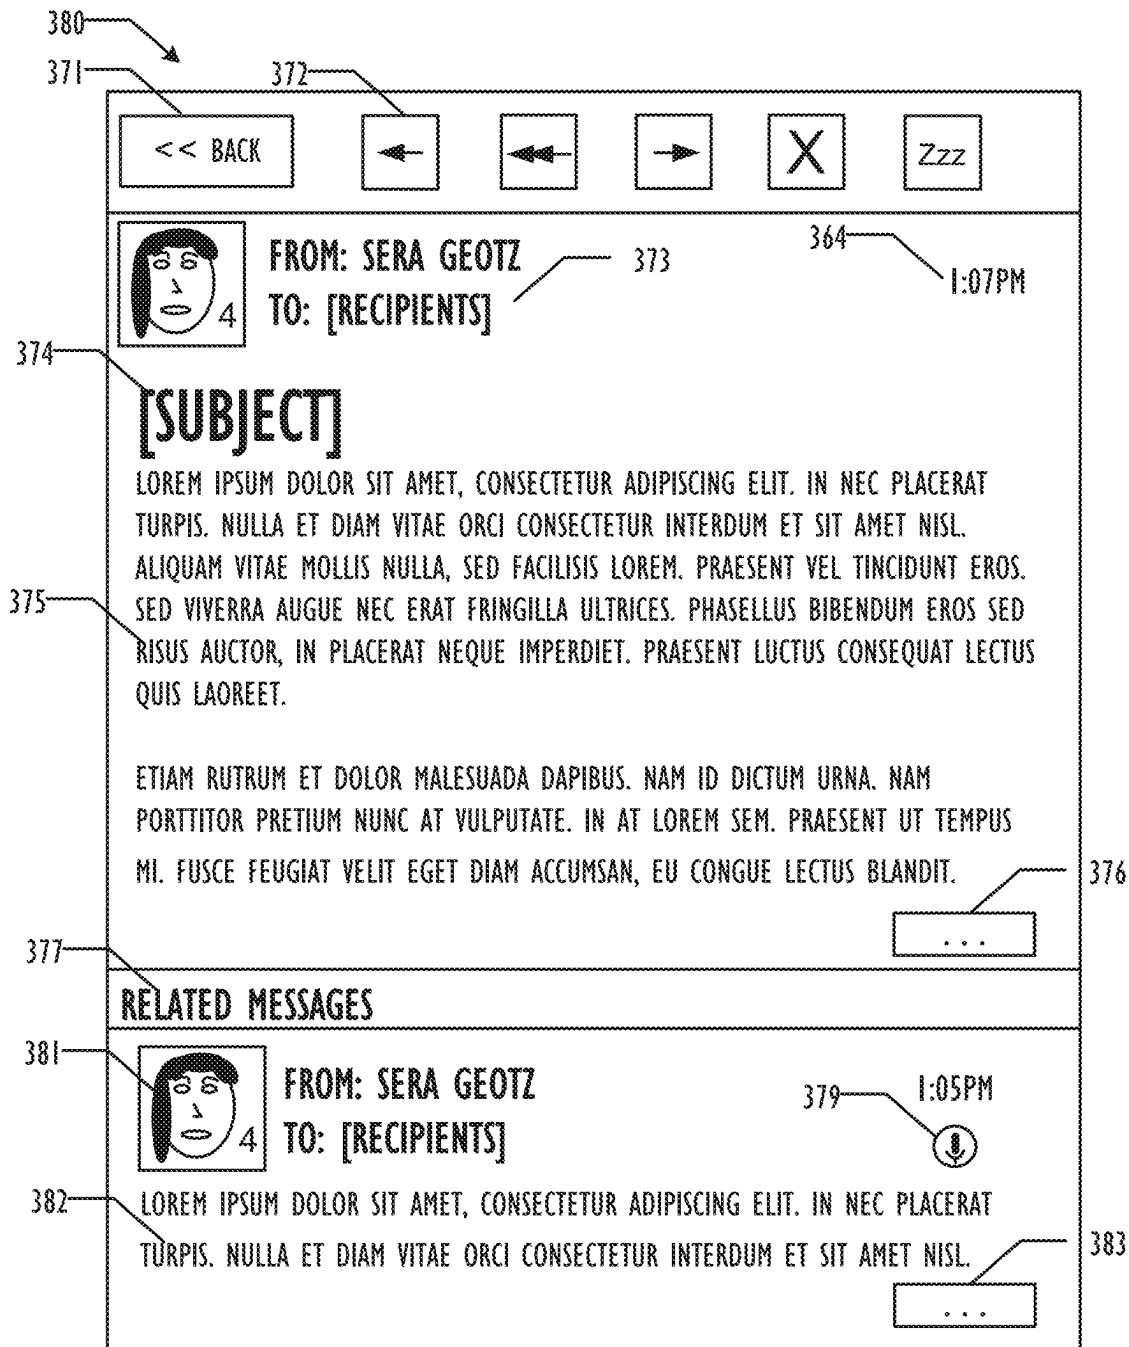 380
371
372
<< BACK
X
Zzz
FROM: SERA GEOTZ
364
373
1:07PM
TO: [RECIPIENTS]
4
374
[SUBJECT]
LOREM IPSUM DOLOR SIT AMET, CONSECTETUR ADIPISCING ELIT. IN NEC PLACERAT
TURPIS. NULLA ET DIAM VITAE ORCI CONSECTETUR INTERDUM ET SIT AMET NISL.
ALIQUAM VITAE MOLLIS NULLA, SED FACILISIS LOREM. PRAESENT VEL TINCIDUNT EROS.
375
SED VIVERRA AUGUE NEC ERAT FRINGILLA ULTRICES. PHASELLUS BIBENDUM EROS SED
RISUS AUCTOR, IN PLACERAT NEQUE IMPERDIET. PRAESENT LUCTUS CONSEQUAT LECTUS
QUIS LAOREET.
ETIAM RUTRUM ET DOLOR MALESUADA DAPIBUS. NAM ID DICTUM URNA. NAM
PORTTITOR PRETIUM NUNC AT VULPUTATE. IN AT LOREM SEM. PRAESENT UT TEMPUS
MI. FUSCE FEUGIAT VELIT EGET DIAM ACCUMSAN, EU CONGUE LECTUS BLANDIT.
376
...
377
RELATED MESSAGES
381
FROM: SERA GEOTZ
379
1:05PM
TO: [RECIPIENTS]
4
382
LOREM IPSUM DOLOR SIT AMET, CONSECTETUR ADIPISCING ELIT. IN NEC PLACERAT
TURPIS. NULLA ET DIAM VITAE ORCI CONSECTETUR INTERDUM ET SIT AMET NISL.
383
...